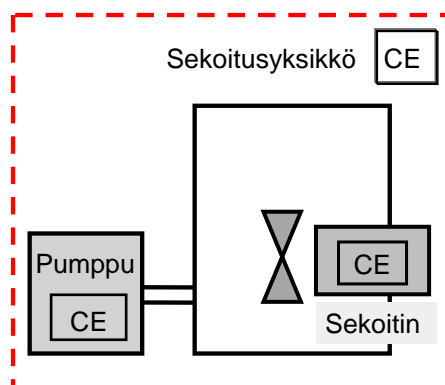 Sekoitusyksikkö CE
Pumppu
CE
CE
Sekoitin